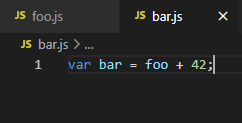 foo.js bar.js ×
bar.js > ...
1 var bar = foo + 42;